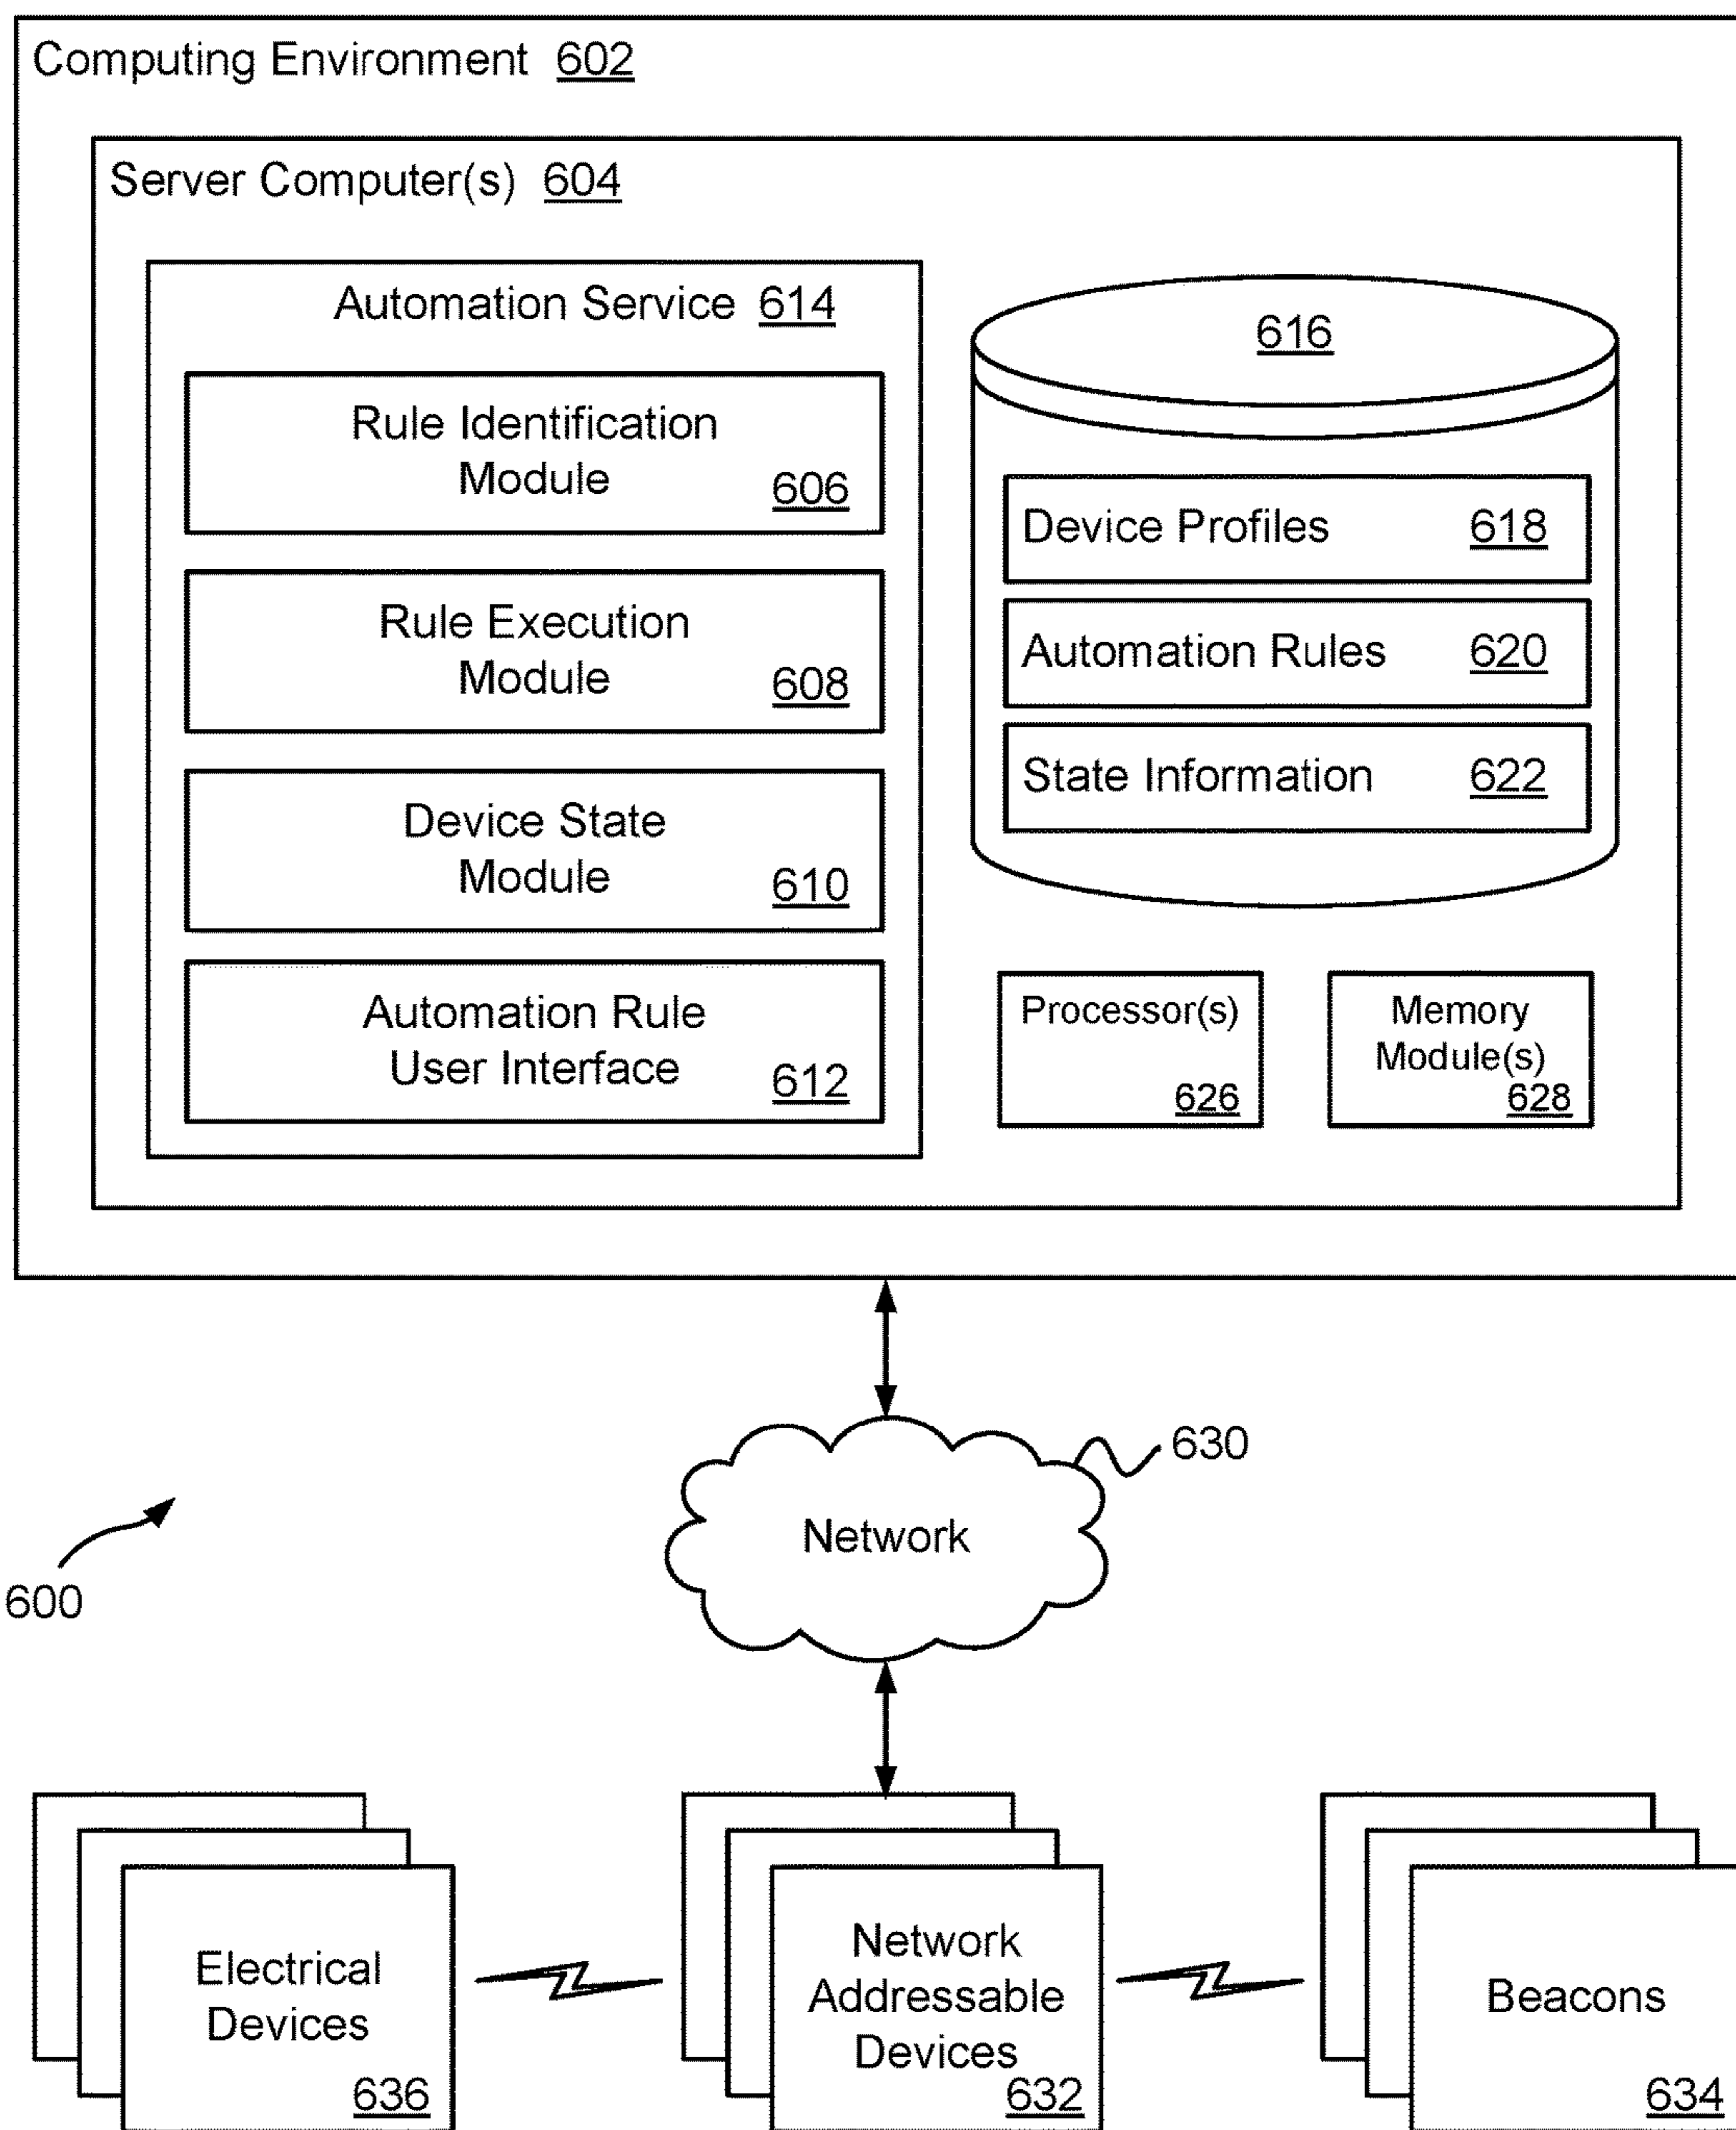 Computing Environment 602
Server Computer(s) 604
Automation Service 614
Rule Identification
Module 606
Rule Execution
Module 608
Device State
Module 610
Automation Rule
User Interface 612
616
Device Profiles 618
Automation Rules 620
State Information 622
Processor(s)
626
Memory
Module(s)
628
630
Network
600
Electrical
Devices
636
Network
Addressable
Devices
632
Beacons
634